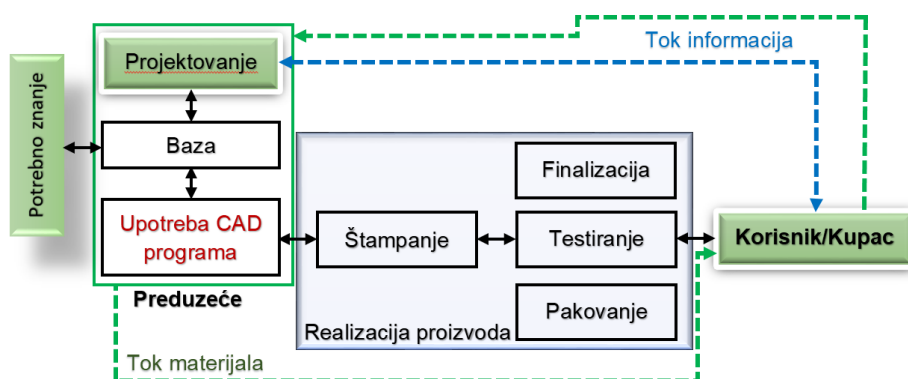 Tok informacija
Projektovanje
Potrebno znanje
Baza
Finalizacija
Upotreba CAD
programa
Štampanje
Testiranje
Korisnik/Kupac
Preduzeće
Pakovanje
Realizacija proizvoda
Tok materijala